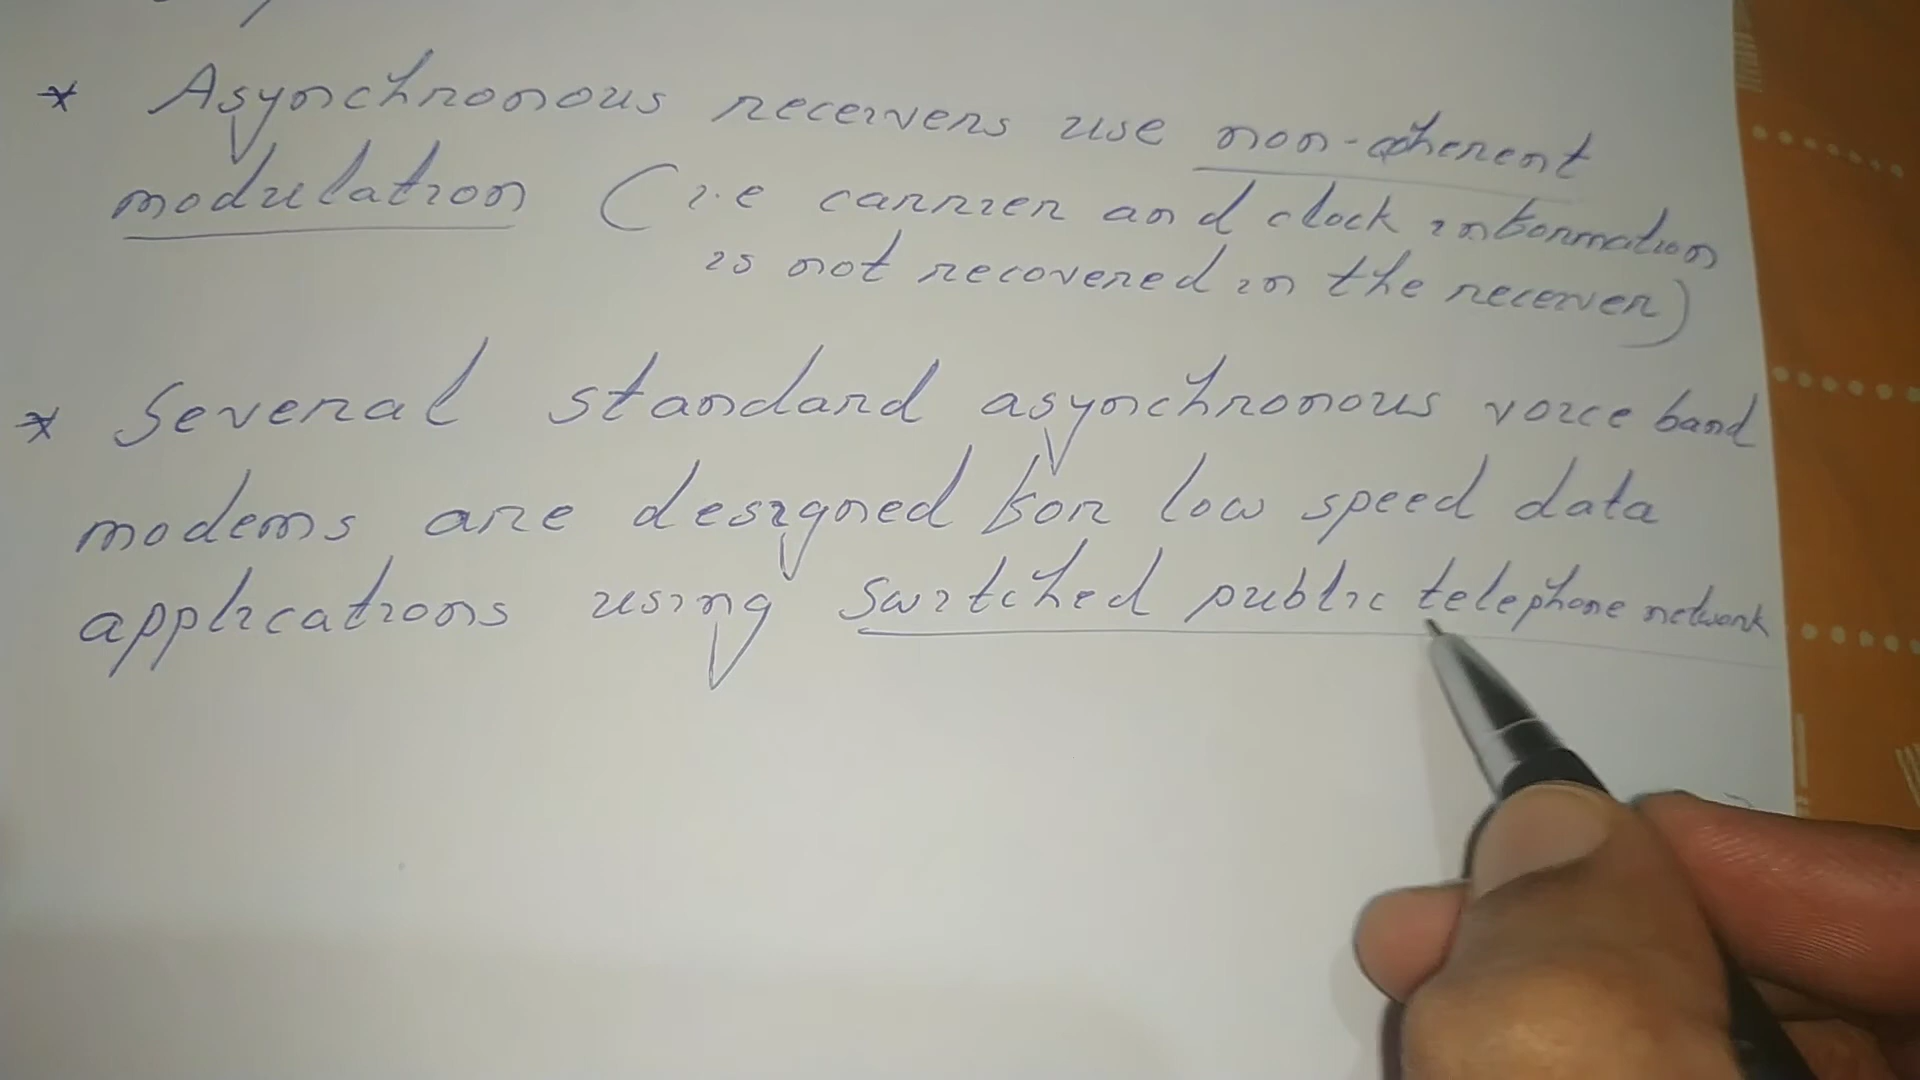 * Asynchronous receivers use non-coherent
modulation (i.e carrier and clock information
is not recovered in the receiver)
* Several standard asynchronous voice band
modems are designed for low speed data
applications using switched public telephone network